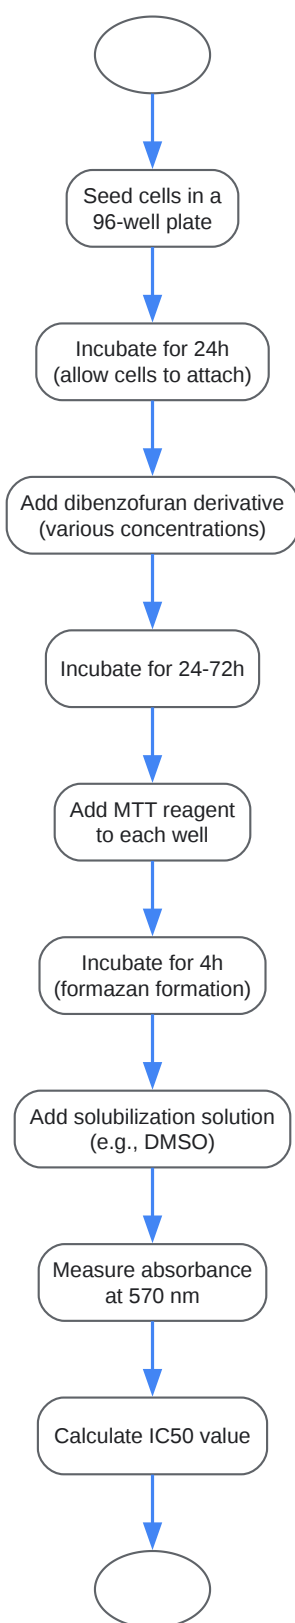 Seed cells in a
96-well plate
Incubate for 24h
(allow cells to attach)
Add dibenzofuran derivative
(various concentrations)
Incubate for 24-72h
Add MTT reagent
to each well
Incubate for 4h
(formazan formation)
Add solubilization solution
(e.g., DMSO)
Measure absorbance
at 570 nm
Calculate IC50 value